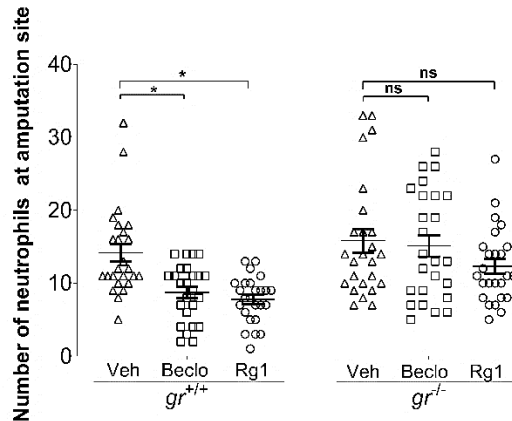 Number of neutrophils at amputation site
40
30
20
10
0
*
*
ns
ns
Veh Beclo Rg1 Veh Beclo Rg1
gr+/+ gr-/-